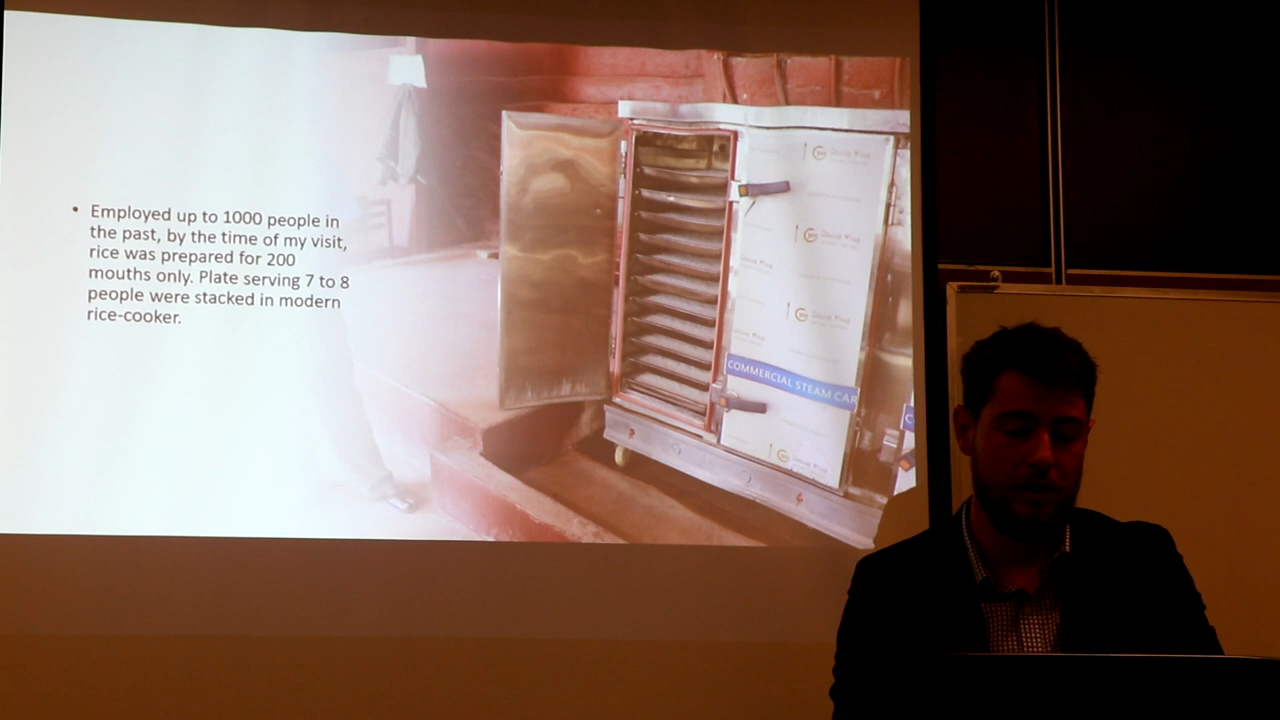 • Employed up to 1000 people in
the past, by the time of my visit,
rice was prepared for 200
mouths only. Plate serving 7 to 8
people were stacked in modern
rice-cooker.
COMMERCIAL STEAM CAR